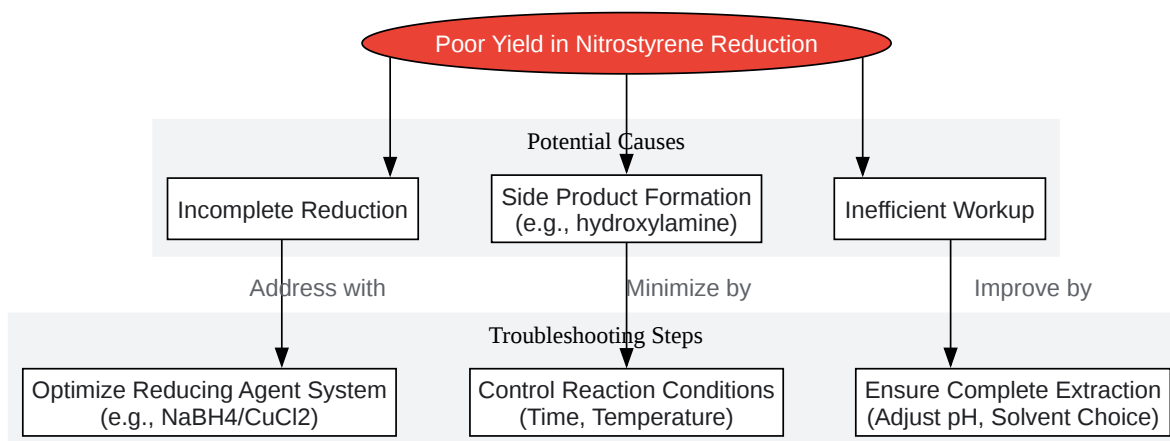 Poor Yield in Nitrostyrene Reduction
Potential Causes
Incomplete Reduction
Side Product Formation
(e.g., hydroxylamine)
Inefficient Workup
Address with
Minimize by
Improve by
Troubleshooting Steps
Optimize Reducing Agent System
(e.g., NaBH4/CuCl2)
Control Reaction Conditions
(Time, Temperature)
Ensure Complete Extraction
(Adjust pH, Solvent Choice)